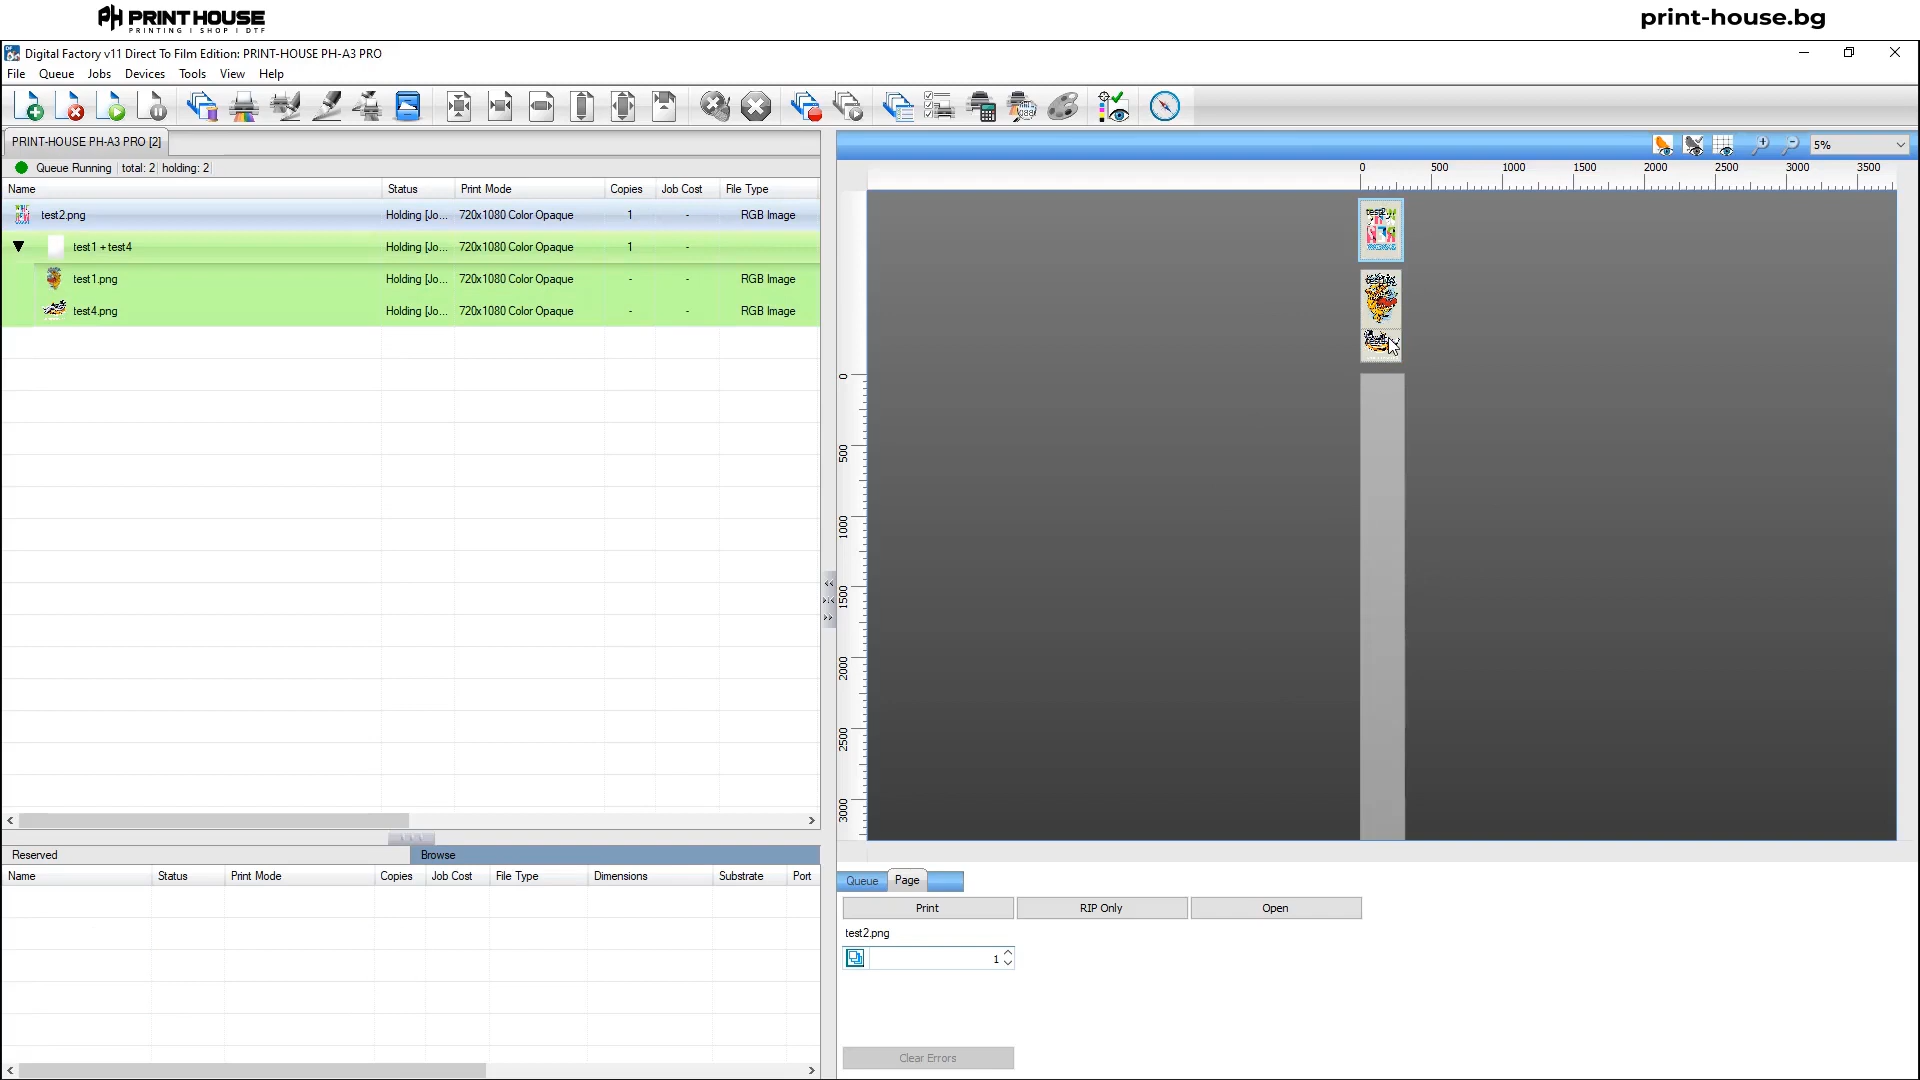 PH PRINT HOUSE
PRINTING | SHOP | DTF
print-house.bg
Digital Factory v11 Direct To Film Edition: PRINT-HOUSE PH-A3 PRO
File Queue Jobs Devices Tools View Help
PRINT-HOUSE PH-A3 PRO [2]
5%
Queue Running total: 2 holding: 2
0 500 1000 1500 2000 2500 3000 3500
Name Status Print Mode Copies Job Cost File Type
test2.png Holding [Jo... 720x1080 Color Opaque 1 - RGB Image
test1 + test4 Holding [Jo... 720x1080 Color Opaque 1 -
test1.png Holding [Jo... 720x1080 Color Opaque - - RGB Image
test4.png Holding [Jo... 720x1080 Color Opaque - - RGB Image
0
500
1000
1500
2000
2500
3000
Reserved Browse
Name Status Print Mode Copies Job Cost File Type Dimensions Substrate Port
Queue Page
Print RIP Only Open
test2.png
1
Clear Errors